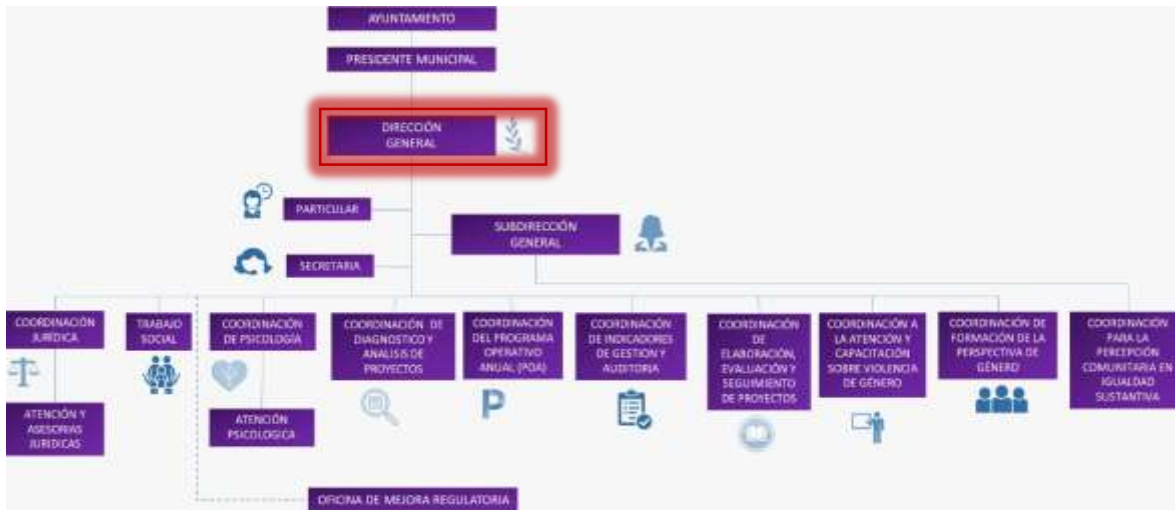 AYUNTAMIENTO
PRESIDENTE MUNICIPAL
DIRECCIÓN
GENERAL
PARTICULAR
SUBDIRECCIÓN
GENERAL
SECRETARIA
COORDINACIÓN
JURÍDICA
TRABAJO
SOCIAL
COORDINACIÓN
DE PSICOLOGÍA
COORDINACIÓN DE
DIAGNOSTICO Y
ANALISIS DE
PROYECTOS
COORDINACIÓN
DEL PROGRAMA
OPERATIVO
ANUAL (POA)
COORDINACIÓN
DE INDICADORES
DE GESTION Y
AUDITORIA
COORDINACIÓN
DE
ELABORACIÓN,
EVALUACIÓN Y
SEGUIMIENTO
DE PROYECTOS
COORDINACIÓN A
LA ATENCIÓN Y
CAPACITACIÓN
SOBRE VIOLENCIA
DE GÉNERO
COORDINACIÓN DE
FORMACIÓN DE LA
PERSPECTIVA DE
GÉNERO
COORDINACIÓN
PARA LA
PERCEPCIÓN
COMUNITARIA EN
IGUALDAD
SUSTANTIVA
P
ATENCIÓN Y
ASESORIAS
JURIDICAS
ATENCIÓN
PSICOLOGICA
OFICINA DE MEJORA REGULATORIA